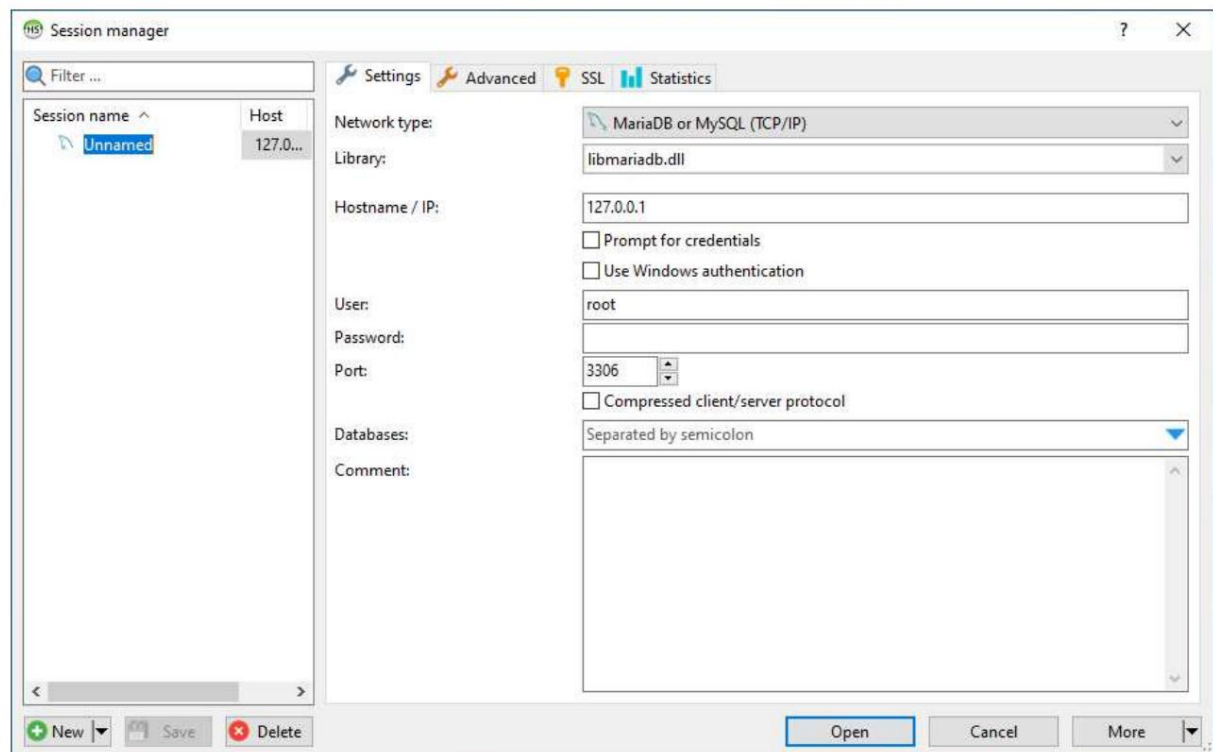 HS Session manager ?
Filter ...
Session name Host
Unnamed 127.0...
Settings Advanced SSL Statistics
Network type: MariaDB or MySQL (TCP/IP)
Library: libmariadb.dll
Hostname / IP: 127.0.0.1
Prompt for credentials
Use Windows authentication
User: root
Password:
Port: 3306
Compressed client/server protocol
Databases: Separated by semicolon
Comment:
New Save Delete Open Cancel More